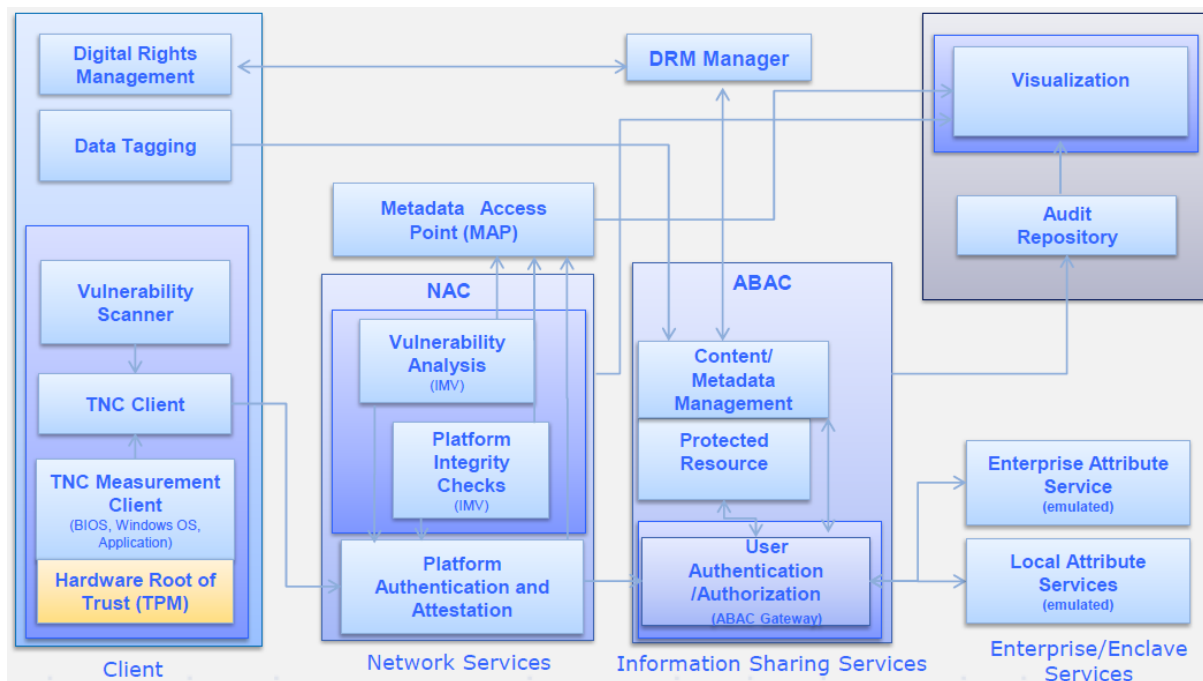 Digital Rights
Management
Data Tagging
Vulnerability
Scanner
TNC Client
TNC Measurement
Client
(BIOS, Windows OS,
Application)
Hardware Root of
Trust (TPM)
Client
Metadata Access
Point (MAP)
NAC
Vulnerability
Analysis
(IMV)
Platform
Integrity
Checks
(IMV)
Platform
Authentication and
Attestation
Network Services
DRM Manager
ABAC
Content/
Metadata
Management
Protected
Resource
User
Authentication
/Authorization
(ABAC Gateway)
Information Sharing Services
Visualization
Audit
Repository
Enterprise Attribute
Service
(emulated)
Local Attribute
Services
(emulated)
Enterprise/Enclave
Services